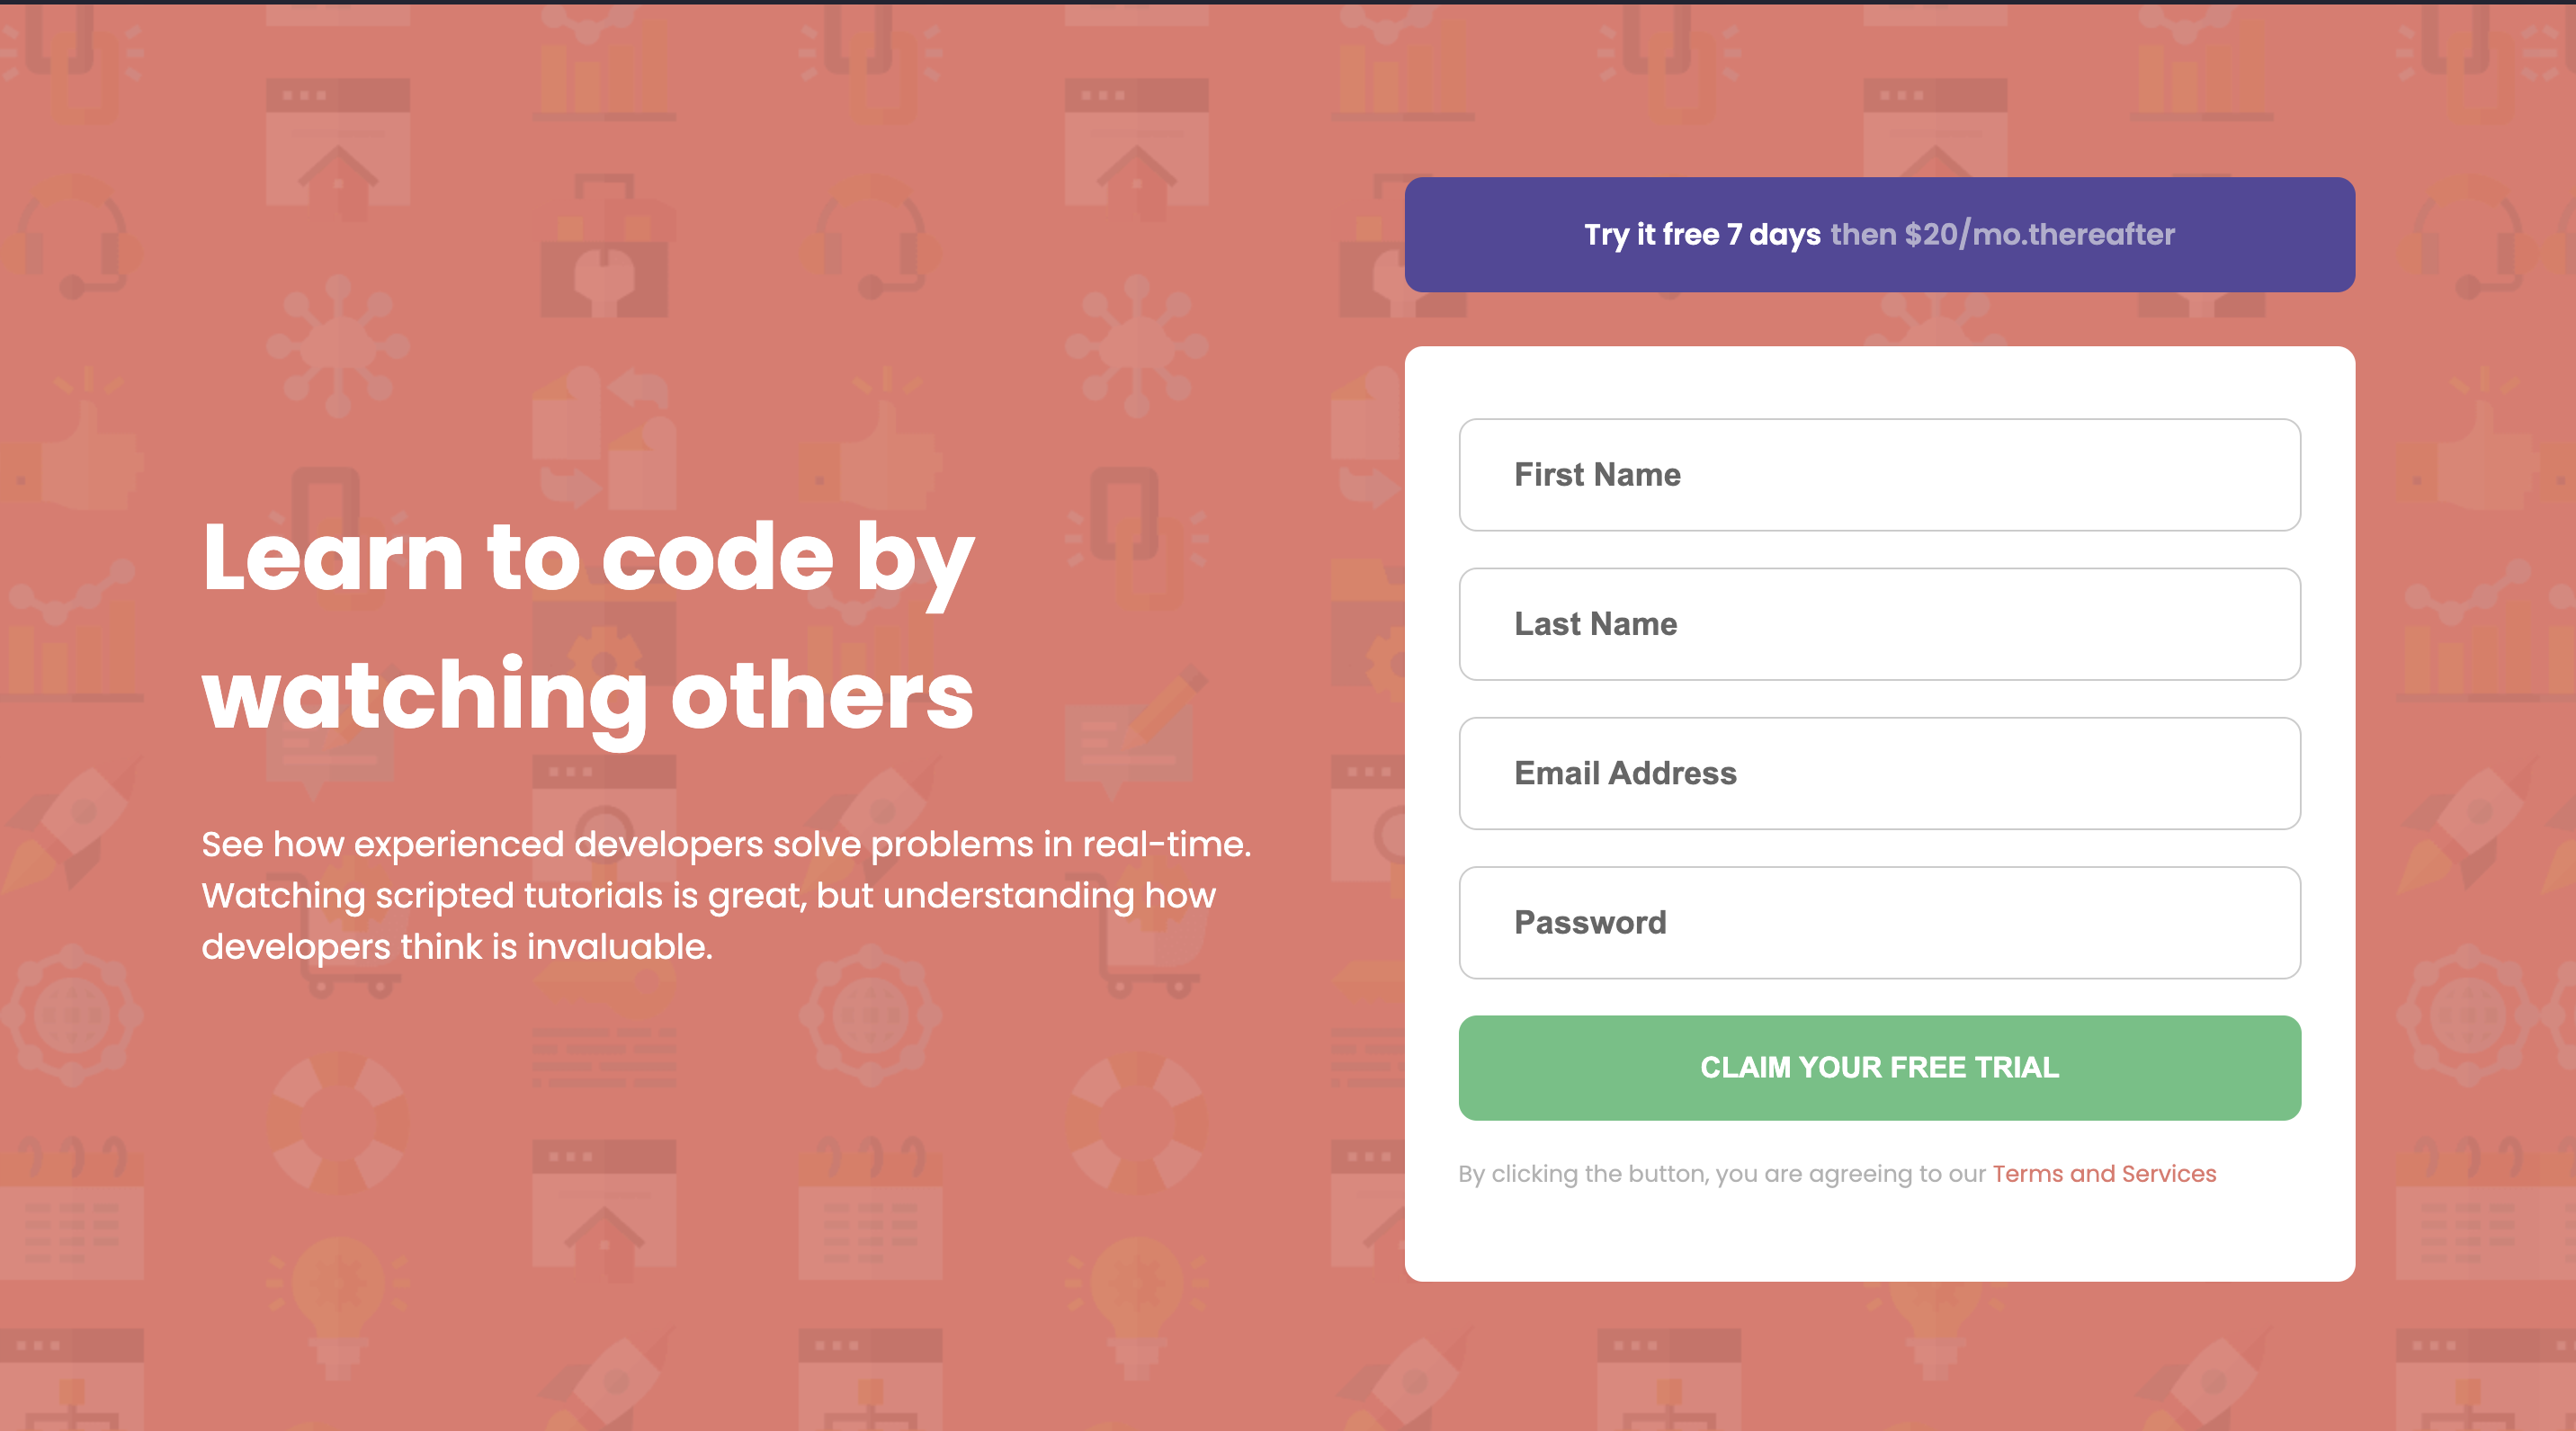 Learn to code by
watching others
See how experienced developers solve problems in real-time.
Watching scripted tutorials is great, but understanding how
developers think is invaluable.
Try it free 7 days then $20/mo.thereafter
First Name
Last Name
Email Address
Password
CLAIM YOUR FREE TRIAL
By clicking the button, you are agreeing to our Terms and Services